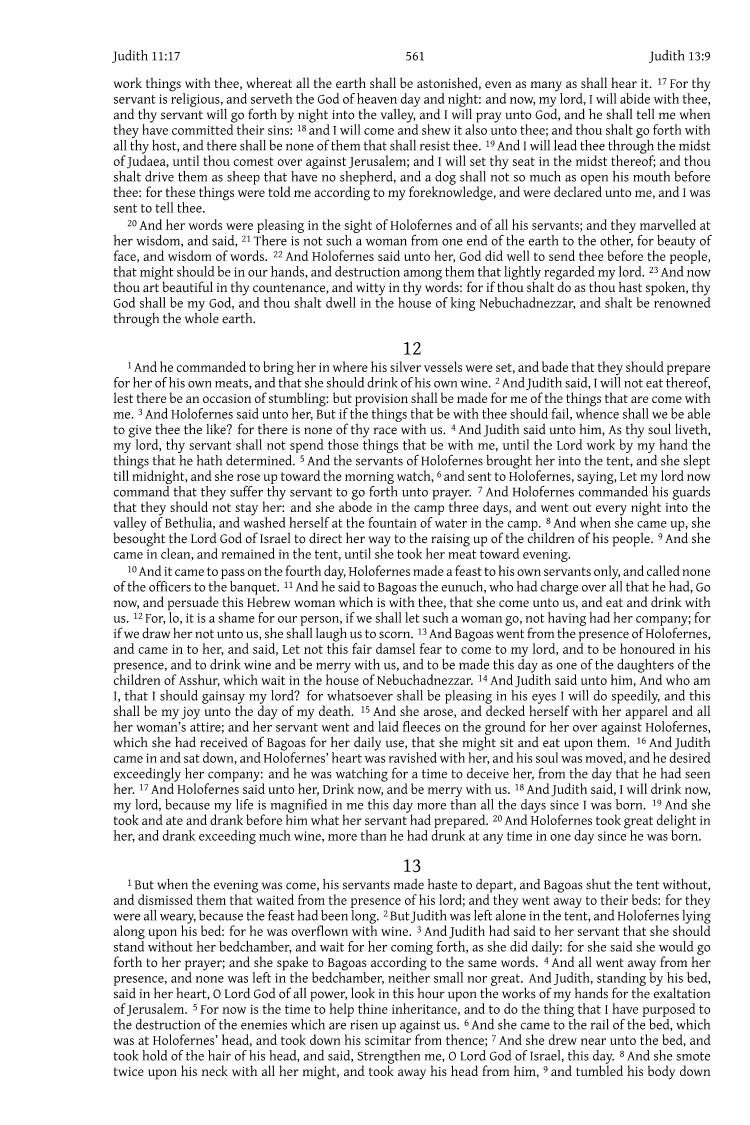 Judith 11:17 561 Judith 13:9
work things with thee, whereat all the earth shall be astonished, even as many as shall hear it. 17 For thy
servant is religious, and serveth the God of heaven day and night: and now, my lord, I will abide with thee,
and thy servant will go forth by night into the valley, and I will pray unto God, and he shall tell me when
they have committed their sins: 18 and I will come and shew it also unto thee; and thou shalt go forth with
all thy host, and there shall be none of them that shall resist thee. 19 And I will lead thee through the midst
of Judaea, until thou comest over against Jerusalem; and I will set thy seat in the midst thereof; and thou
shalt drive them as sheep that have no shepherd, and a dog shall not so much as open his mouth before
thee: for these things were told me according to my foreknowledge, and were declared unto me, and I was
sent to tell thee.
20 And her words were pleasing in the sight of Holofernes and of all his servants; and they marvelled at
her wisdom, and said, 21 There is not such a woman from one end of the earth to the other, for beauty of
face, and wisdom of words. 22 And Holofernes said unto her, God did well to send thee before the people,
that might should be in our hands, and destruction among them that lightly regarded my lord. 23 And now
thou art beautiful in thy countenance, and witty in thy words: for if thou shalt do as thou hast spoken, thy
God shall be my God, and thou shalt dwell in the house of king Nebuchadnezzar, and shalt be renowned
through the whole earth.
12
1 And he commanded to bring her in where his silver vessels were set, and bade that they should prepare
for her of his own meats, and that she should drink of his own wine. 2 And Judith said, I will not eat thereof,
lest there be an occasion of stumbling: but provision shall be made for me of the things that are come with
me. 3 And Holofernes said unto her, But if the things that be with thee should fail, whence shall we be able
to give thee the like? for there is none of thy race with us. 4 And Judith said unto him, As thy soul liveth,
my lord, thy servant shall not spend those things that be with me, until the Lord work by my hand the
things that he hath determined. 5 And the servants of Holofernes brought her into the tent, and she slept
till midnight, and she rose up toward the morning watch, 6 and sent to Holofernes, saying, Let my lord now
command that they suffer thy servant to go forth unto prayer. 7 And Holofernes commanded his guards
that they should not stay her: and she abode in the camp three days, and went out every night into the
valley of Bethulia, and washed herself at the fountain of water in the camp. 8 And when she came up, she
besought the Lord God of Israel to direct her way to the raising up of the children of his people. 9 And she
came in clean, and remained in the tent, until she took her meat toward evening.
10 And it came to pass on the fourth day, Holofernes made a feast to his own servants only, and called none
of the officers to the banquet. 11 And he said to Bagoas the eunuch, who had charge over all that he had, Go
now, and persuade this Hebrew woman which is with thee, that she come unto us, and eat and drink with
us. 12 For, lo, it is a shame for our person, if we shall let such a woman go, not having had her company; for
if we draw her not unto us, she shall laugh us to scorn. 13 And Bagoas went from the presence of Holofernes,
and came in to her, and said, Let not this fair damsel fear to come to my lord, and to be honoured in his
presence, and to drink wine and be merry with us, and to be made this day as one of the daughters of the
children of Asshur, which wait in the house of Nebuchadnezzar. 14 And Judith said unto him, And who am
I, that I should gainsay my lord? for whatsoever shall be pleasing in his eyes I will do speedily, and this
shall be my joy unto the day of my death. 15 And she arose, and decked herself with her apparel and all
her woman's attire; and her servant went and laid fleeces on the ground for her over against Holofernes,
which she had received of Bagoas for her daily use, that she might sit and eat upon them. 16 And Judith
came in and sat down, and Holofernes' heart was ravished with her, and his soul was moved, and he desired
exceedingly her company: and he was watching for a time to deceive her, from the day that he had seen
her. 17 And Holofernes said unto her, Drink now, and be merry with us. 18 And Judith said, I will drink now,
my lord, because my life is magnified in me this day more than all the days since I was born. 19 And she
took and ate and drank before him what her servant had prepared. 20 And Holofernes took great delight in
her, and drank exceeding much wine, more than he had drunk at any time in one day since he was born.
13
1 But when the evening was come, his servants made haste to depart, and Bagoas shut the tent without,
and dismissed them that waited from the presence of his lord; and they went away to their beds: for they
were all weary, because the feast had been long. 2 But Judith was left alone in the tent, and Holofernes lying
along upon his bed: for he was overflown with wine. 3 And Judith had said to her servant that she should
stand without her bedchamber, and wait for her coming forth, as she did daily: for she said she would go
forth to her prayer; and she spake to Bagoas according to the same words. 4 And all went away from her
presence, and none was left in the bedchamber, neither small nor great. And Judith, standing by his bed,
said in her heart, O Lord God of all power, look in this hour upon the works of my hands for the exaltation
of Jerusalem. 5 For now is the time to help thine inheritance, and to do the thing that I have purposed to
the destruction of the enemies which are risen up against us. 6 And she came to the rail of the bed, which
was at Holofernes' head, and took down his scimitar from thence; 7 And she drew near unto the bed, and
took hold of the hair of his head, and said, Strengthen me, O Lord God of Israel, this day. 8 And she smote
twice upon his neck with all her might, and took away his head from him, 9 and tumbled his body down